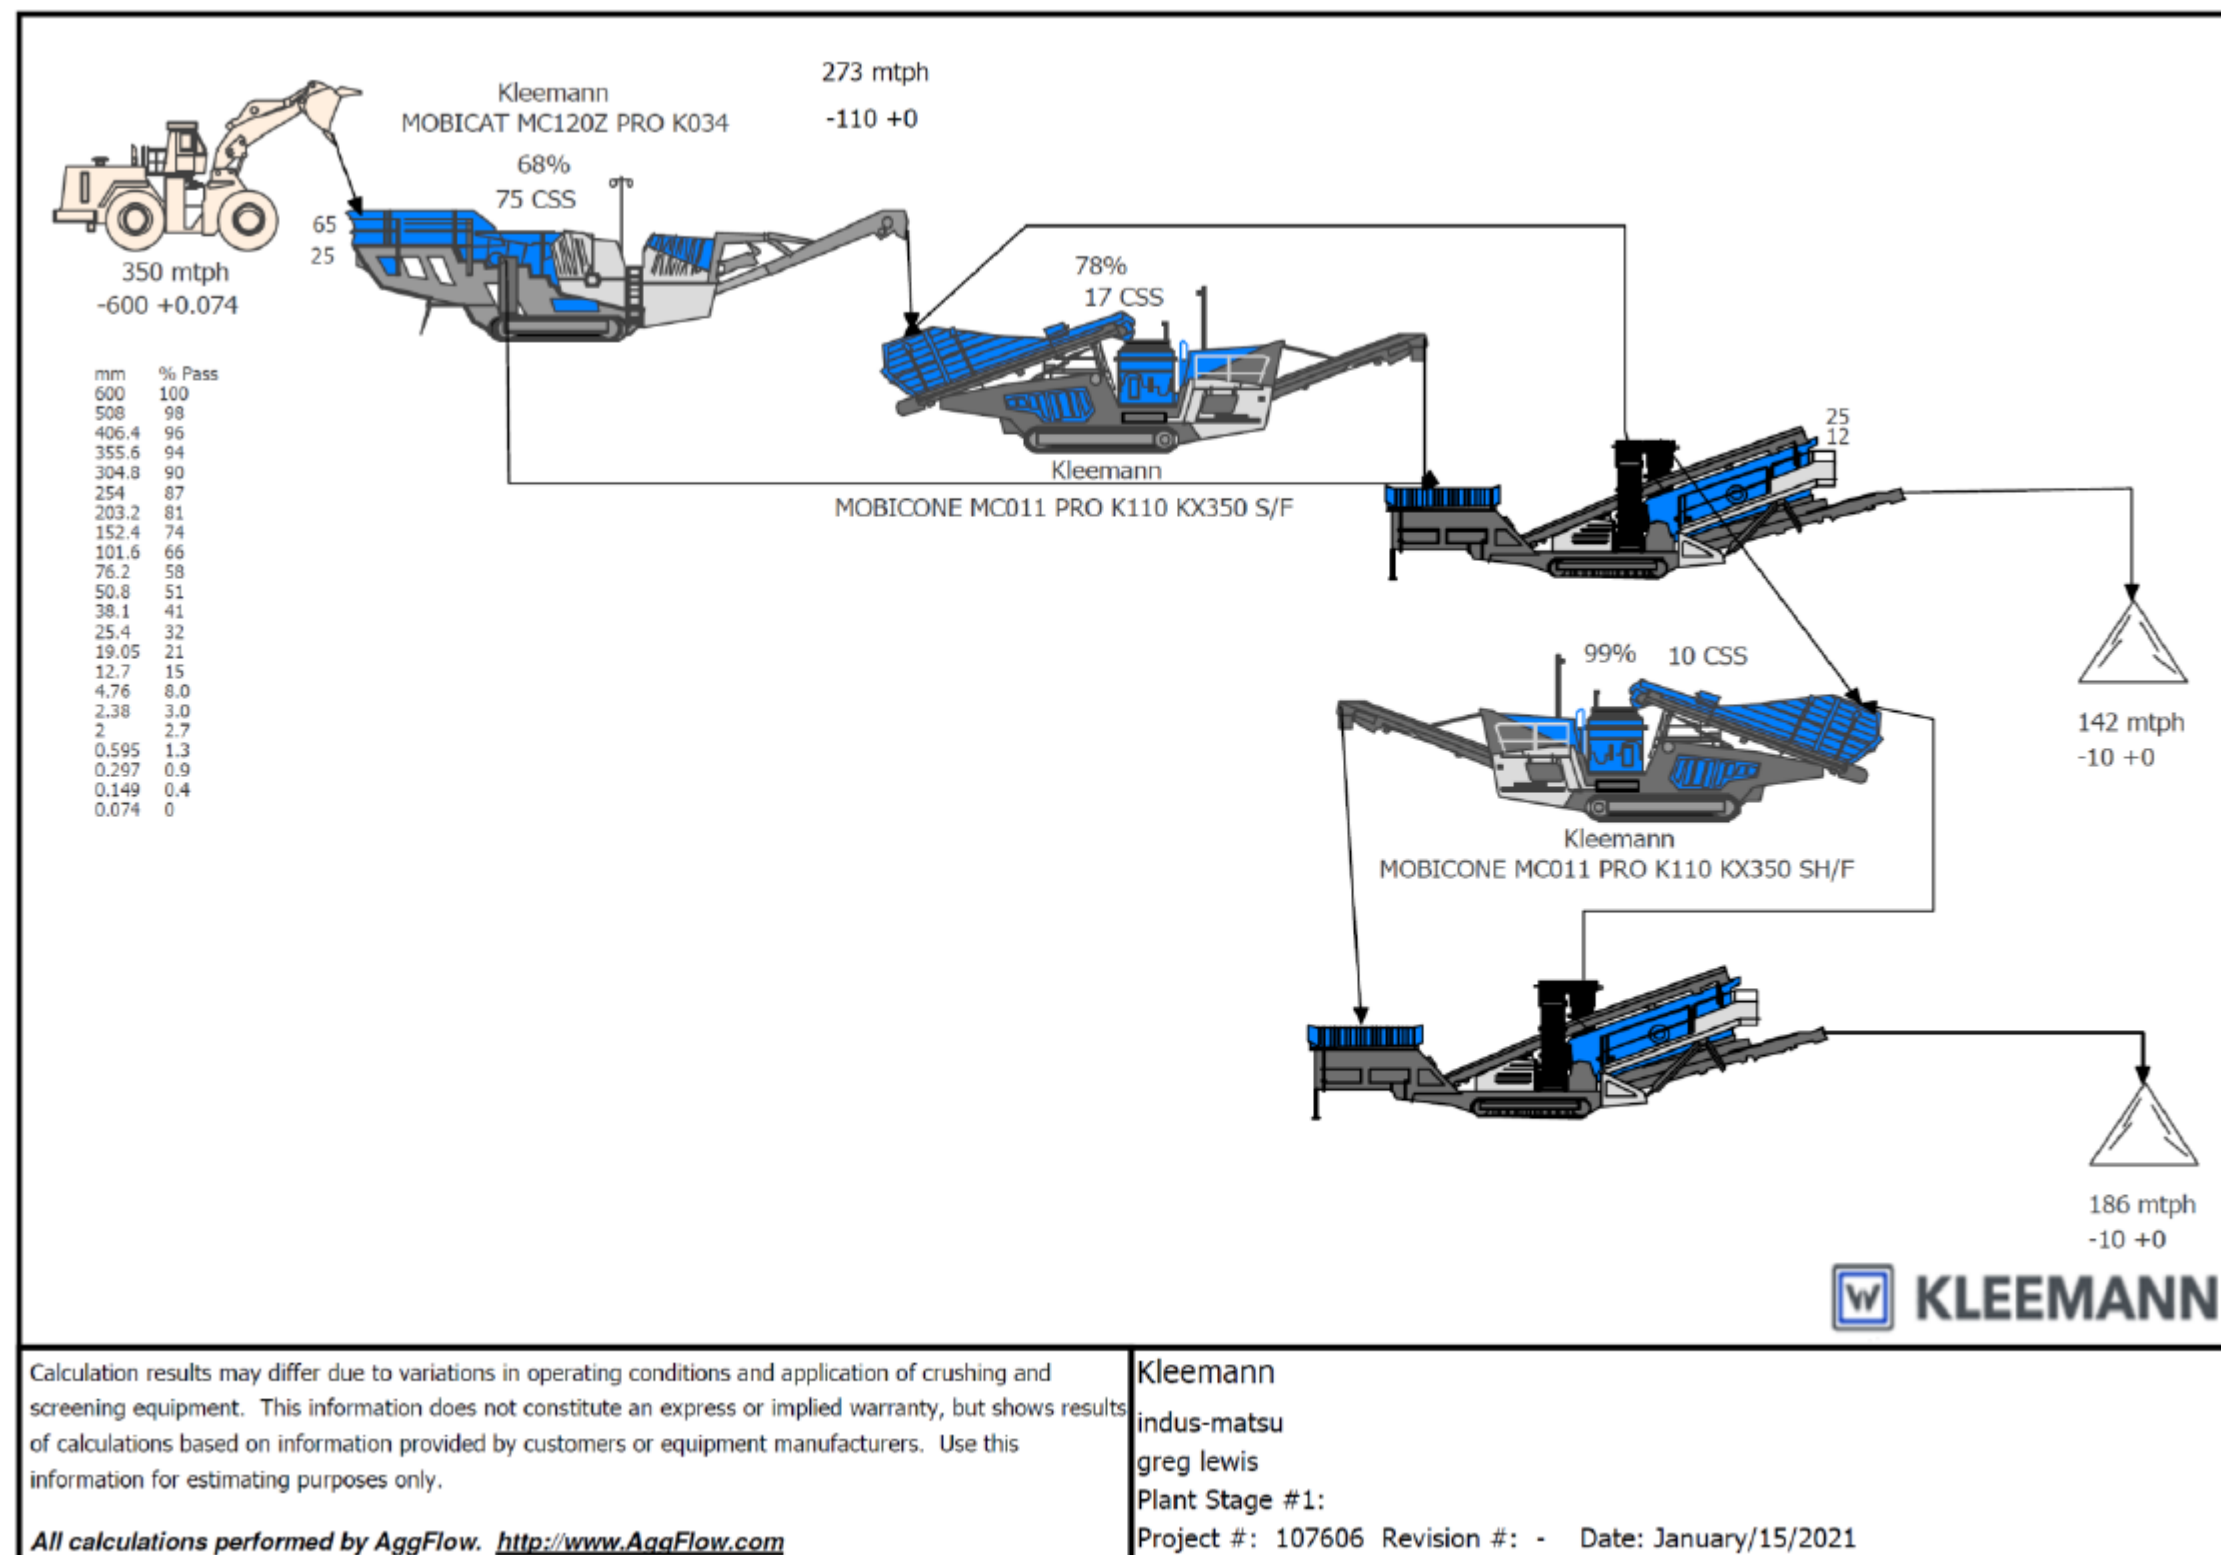 Kleemann
MOBICAT MC120Z PRO K034
68%
75 CSS
273 mtph
-110 +0
65
25
350 mtph
-600 +0.074
mm % Pass
600 100
508 98
406.4 96
355.6 94
304.8 90
254 87
203.2 81
152.4 74
101.6 66
76.2 58
50.8 51
38.1 41
25.4 32
19.05 21
12.7 15
4.76 8.0
2.38 3.0
2 2.7
0.595 1.3
0.297 0.9
0.149 0.4
0.074 0
78%
17 CSS
Kleemann
MOBICONE MC011 PRO K110 KX350 S/F
25
12
142 mtph
-10 +0
99% 10 CSS
Kleemann
MOBICONE MC011 PRO K110 KX350 SH/F
186 mtph
-10 +0
W KLEEMANN
Calculation results may differ due to variations in operating conditions and application of crushing and
screening equipment. This information does not constitute an express or implied warranty, but shows results
of calculations based on information provided by customers or equipment manufacturers. Use this
information for estimating purposes only.
All calculations performed by AggFlow. http://www.AggFlow.com
Kleemann
indus-matsu
greg lewis
Plant Stage #1:
Project #: 107606 Revision #: - Date: January/15/2021